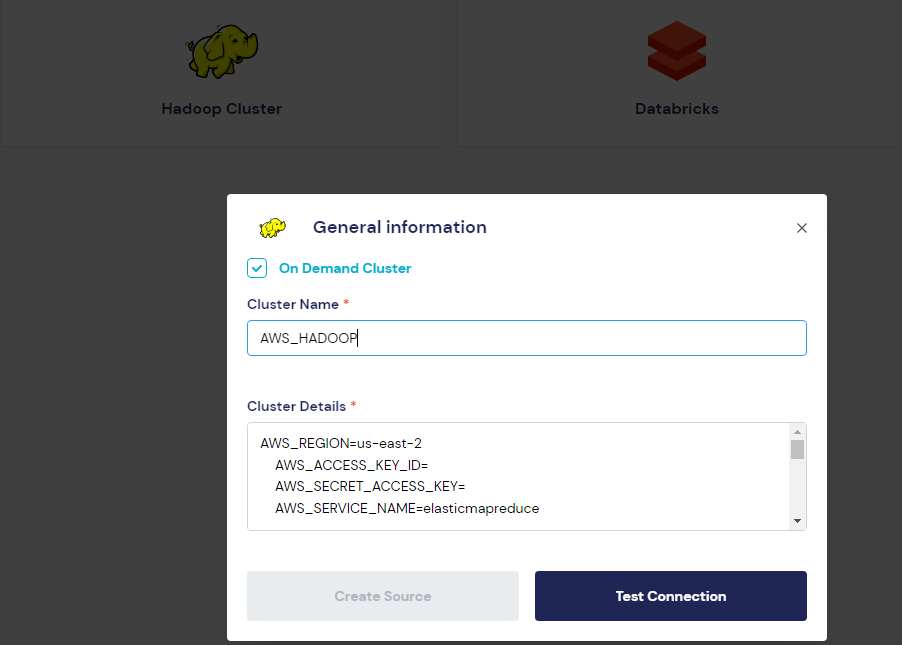 Hadoop Cluster
Databricks
General information
On Demand Cluster
Cluster Name *
AWS_HADOOP
Cluster Details *
AWS_REGION=us-east-2
AWS_ACCESS_KEY_ID=
AWS_SECRET_ACCESS_KEY=
AWS_SERVICE_NAME=elasticmapreduce
Create Source
Test Connection